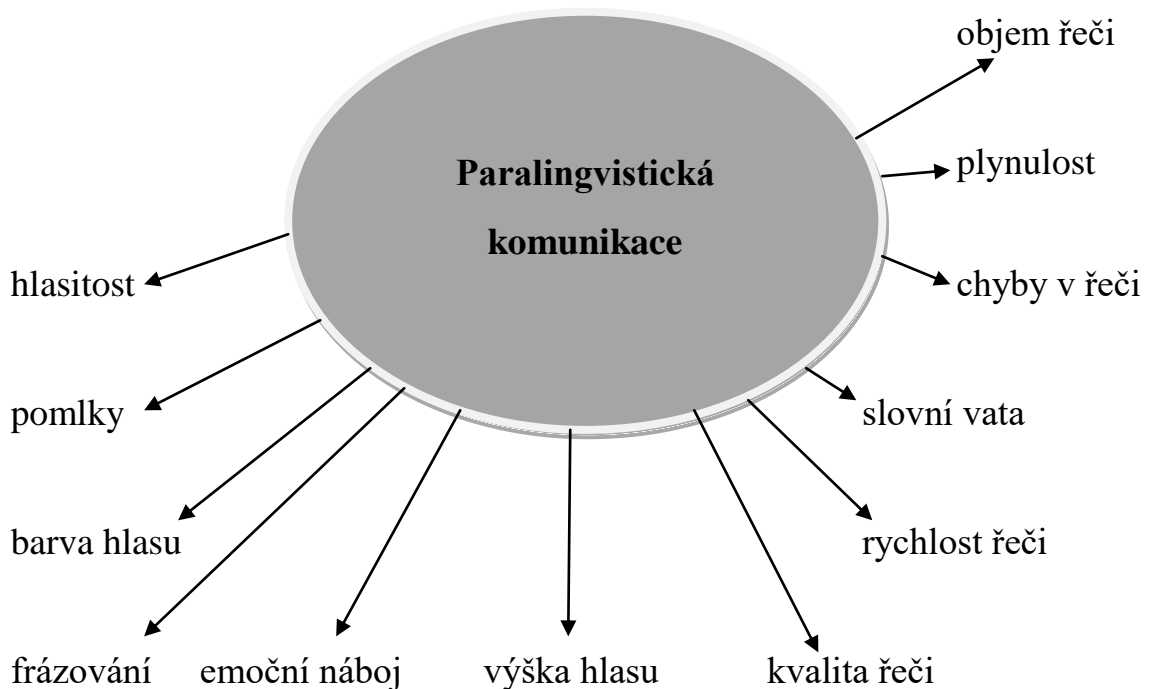 objem řeči
Paralingvistická
komunikace
plynulost
hlasitost
chyby v řeči
pomlky
slovní vata
barva hlasu
rychlost řeči
frázování
emoční náboj
výška hlasu
kvalita řeči